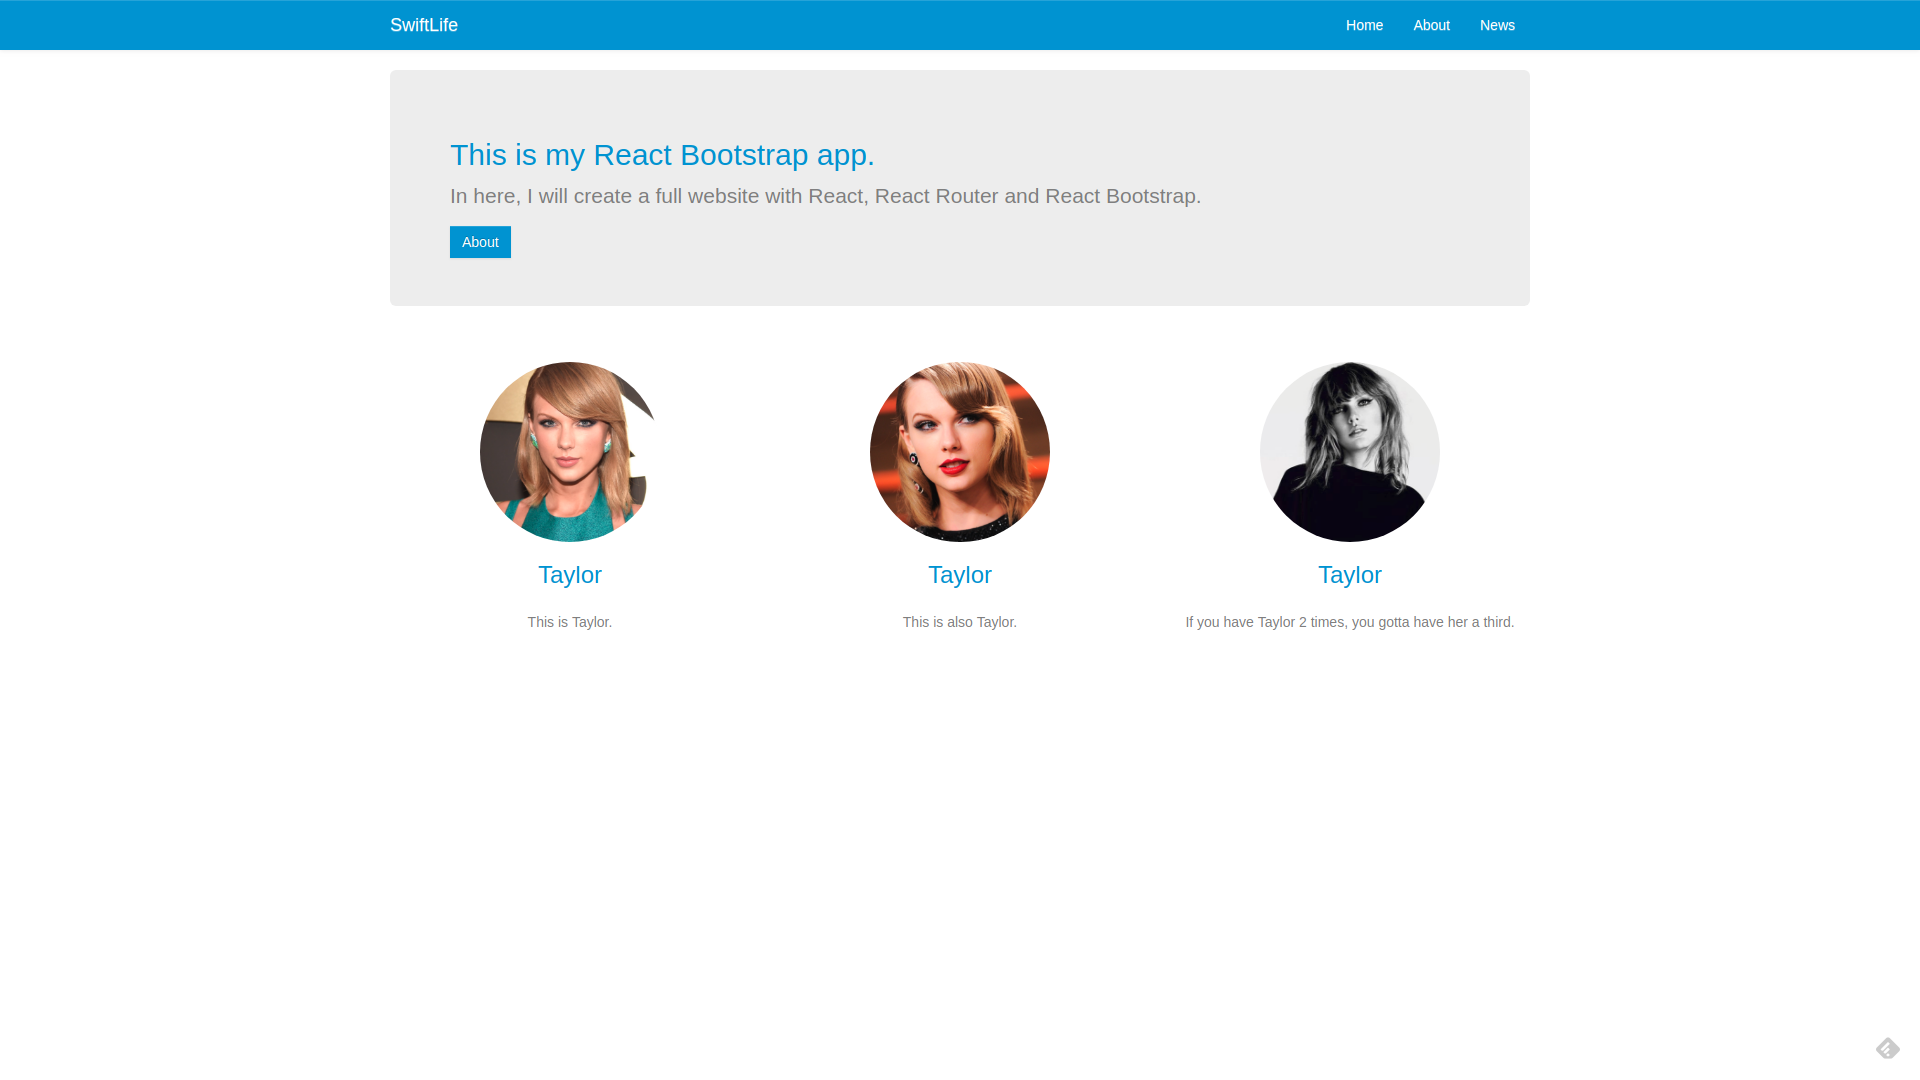 SwiftLife
Home About News
This is my React Bootstrap app.
In here, I will create a full website with React, React Router and React Bootstrap.
About
Taylor
This is Taylor.
Taylor
This is also Taylor.
Taylor
If you have Taylor 2 times, you gotta have her a third.